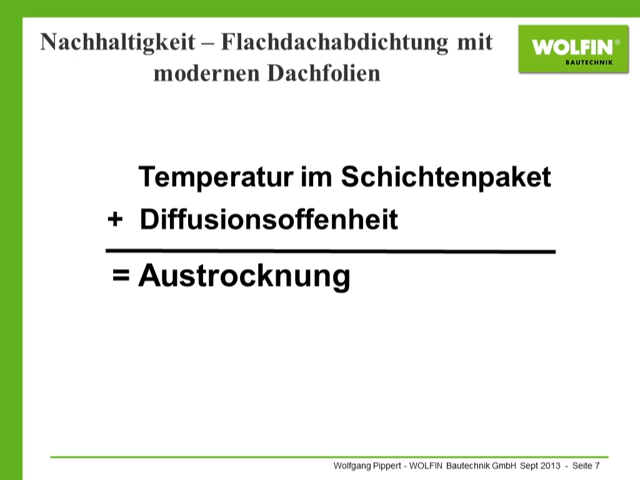 Nachhaltigkeit – Flachdachabdichtung mit
modernen Dachfolien
WOLFIN®
BAUTECHNIK
Temperatur im Schichtenpaket
+ Diffusionsoffenheit
= Austrocknung
Wolfgang Pippert - WOLFIN Bautechnik GmbH Sept 2013 - Seite 7